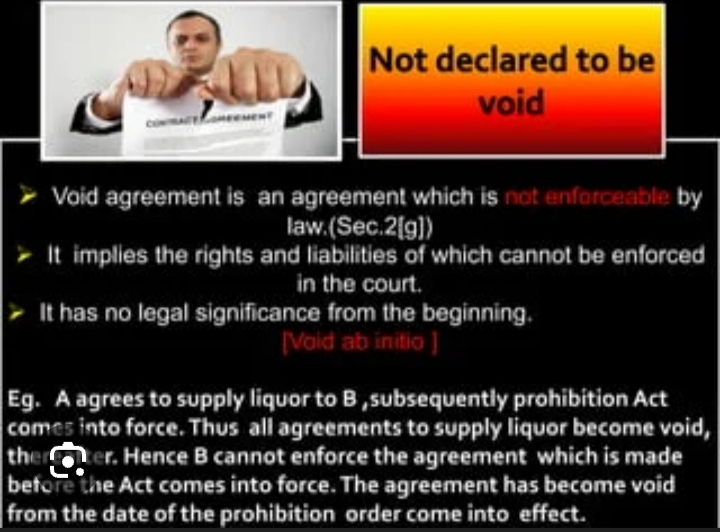 CONTRACT AGREEMENT
Not declared to be
void
Void agreement is an agreement which is not enforceable by
law.(Sec.2[g])
It implies the rights and liabilities of which cannot be enforced
in the court.
It has no legal significance from the beginning.
[Void ab initio ]
Eg. A agrees to supply liquor to B ,subsequently prohibition Act
comes into force. Thus all agreements to supply liquor become void,
Hence B cannot enforce the agreement which is made
before the Act comes into force. The agreement has become void
from the date of the prohibition order come into effect.